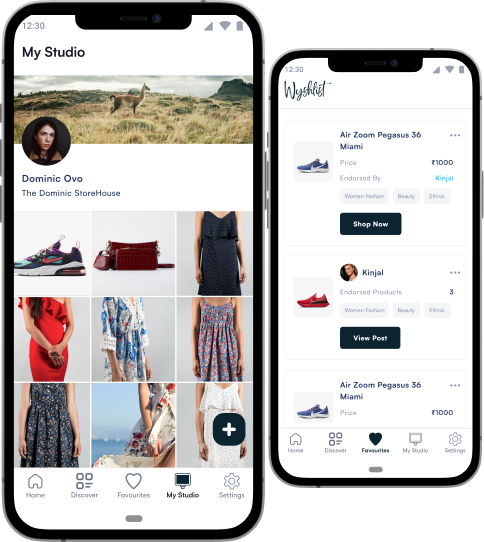 12:30
My Studio
Dominic Ovo
The Dominic StoreHouse
Home
Discover
Favourites
My Studio
Settings
12:30
Wyshlist
Air Zoom Pegasus 36
Miami
Price ₹1000
Endorsed By Kinjal
Women Fashion Beauty Ethnic
Shop Now
Kinjal
Endorsed Products 3
Women Fashion Beauty Ethnic
View Post
Air Zoom Pegasus 36
Miami
Price ₹1000
Home
Discover
Favourites
My Studio
Settings